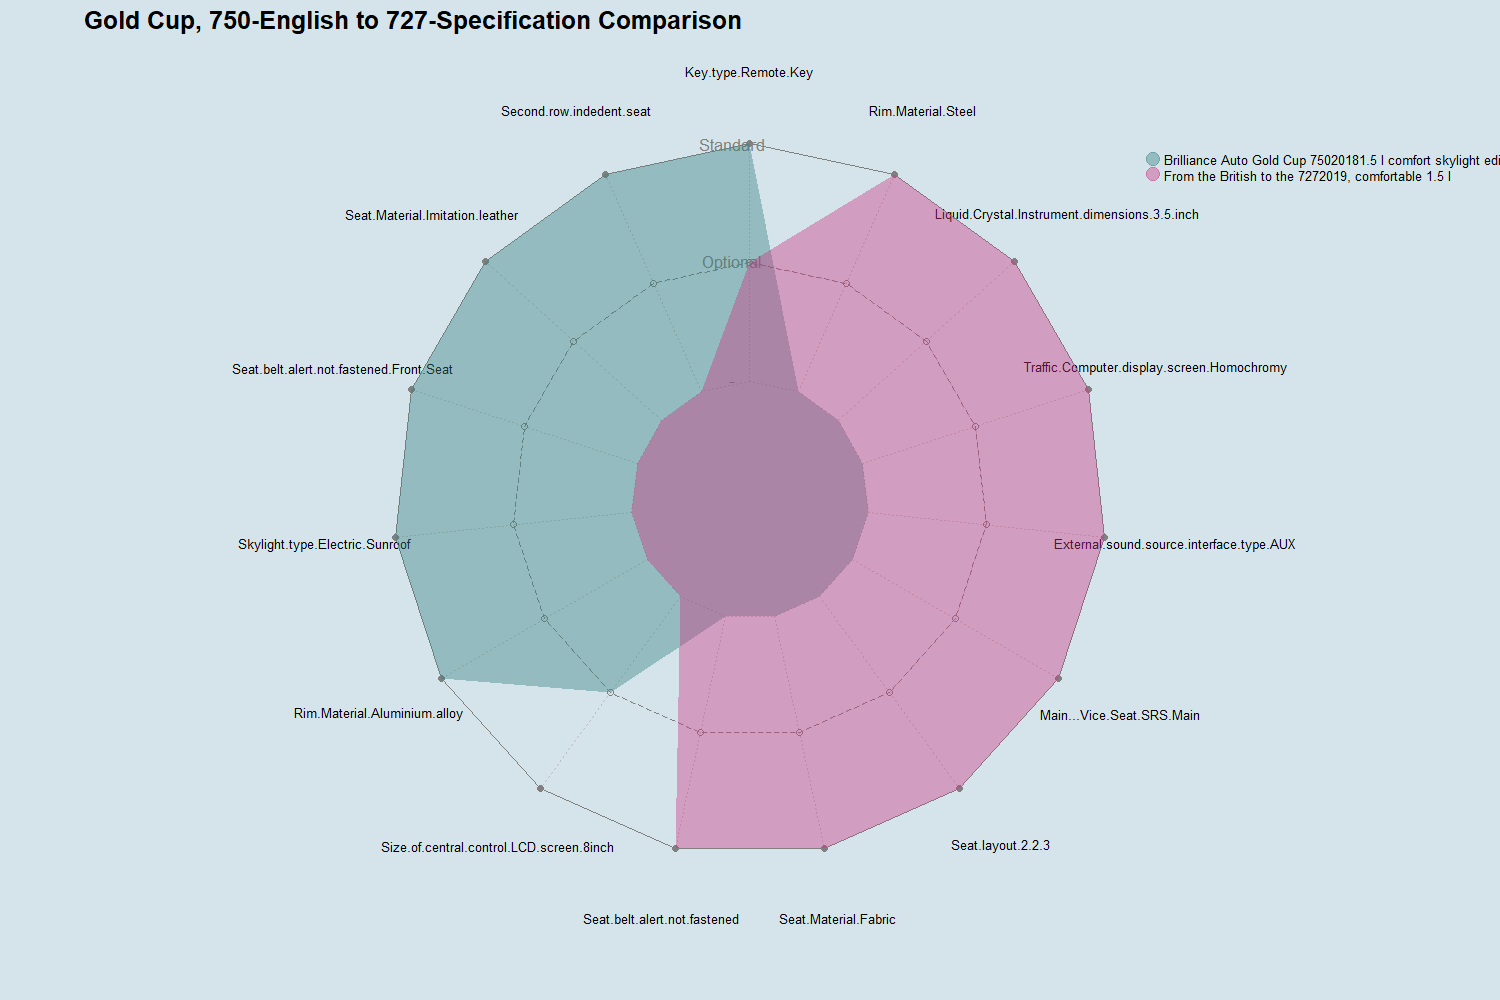 Gold Cup, 750-English to 727-Specification Comparison
Key.type.Remote.Key
Second.row.indedent.seat
Rim.Material.Steel
Standard
Brilliance Auto Gold Cup 75020181.5 l comfort skylight edi
From the British to the 7272019, comfortable 1.5 l
Seat.Material.Imitation.leather
Liquid.Crystal.Instrument.dimensions.3.5.inch
Optional
Seat.belt.alert.not.fastened.Front.Seat
Traffic.Computer.display.screen.Homochromy
-
Skylight.type.Electric.Sunroof
External.sound.source.interface.type.AUX
Rim.Material.Aluminium.alloy
Main...Vice.Seat.SRS.Main
Size.of.central.control.LCD.screen.8inch
Seat.layout.2.2.3
Seat.belt.alert.not.fastened
Seat.Material.Fabric